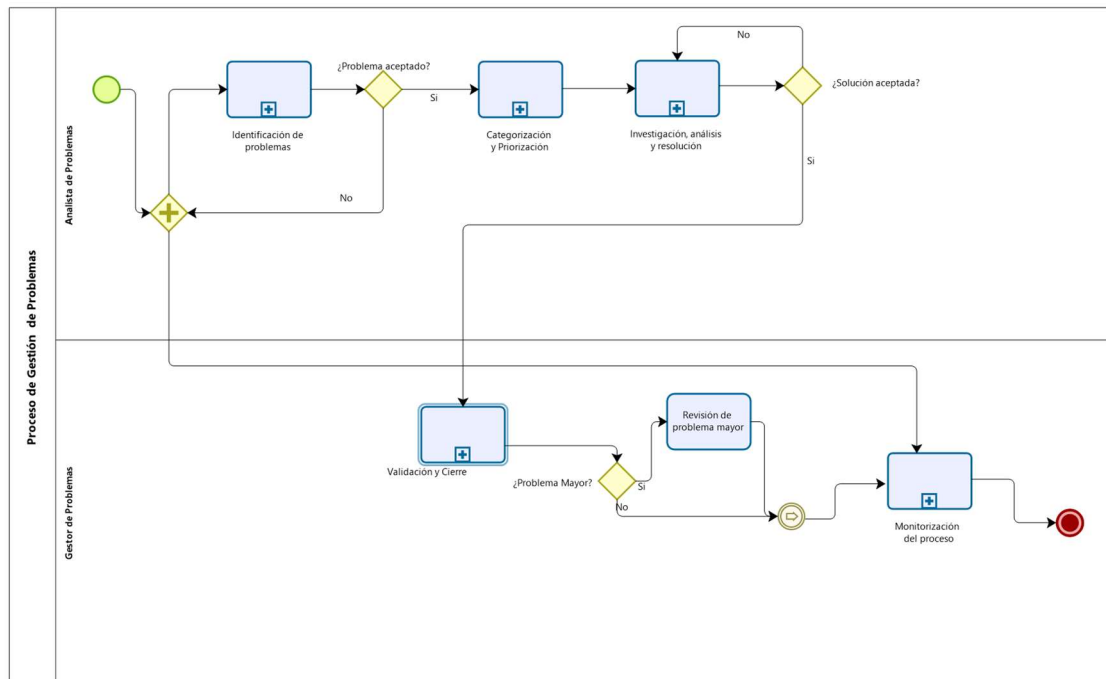 Proceso de Gestión de Problemas
Analista de Problemas
¿Problema aceptado?
Si
No
Identificación de
problemas
Categorización
y Priorización
Investigación, análisis
y resolución
No
¿Solución aceptada?
Si
Gestor de Problemas
Validación y Cierre
¿Problema Mayor?
Si
No
Revisión de
problema mayor
Monitorización
del proceso